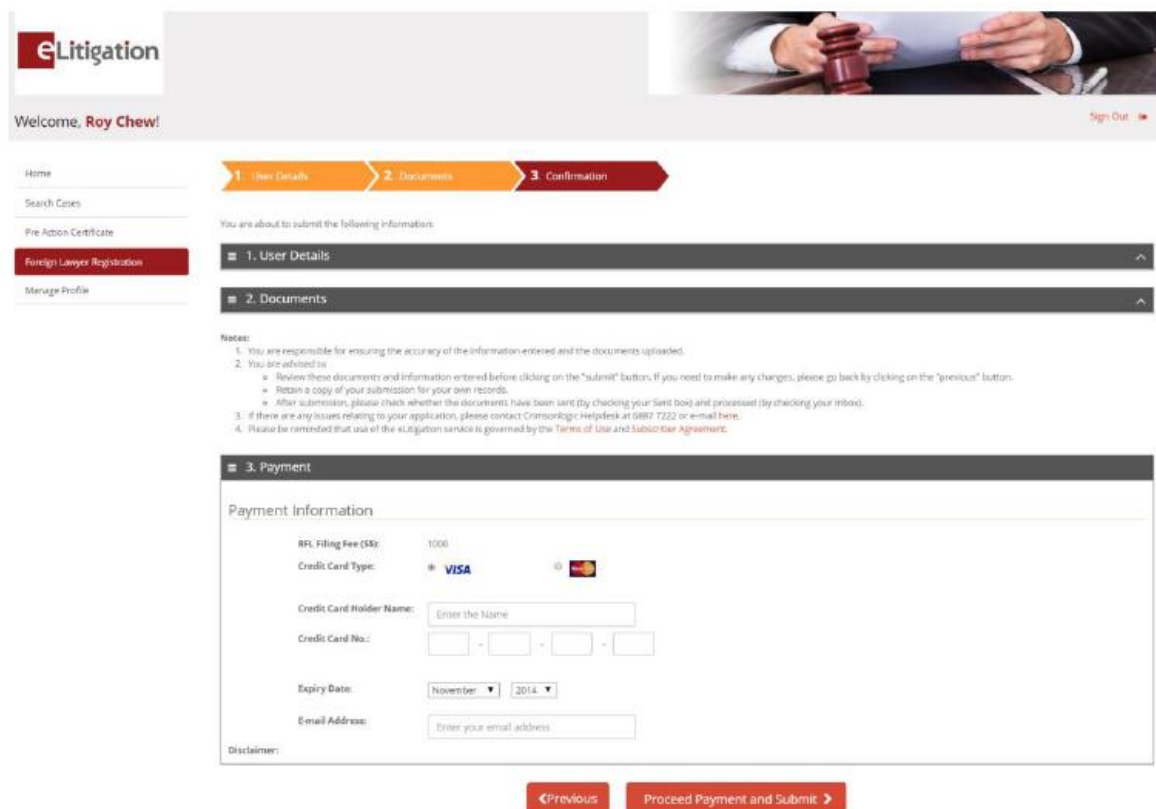 eLitigation
Welcome, Roy Chew!
Sign Out
Home
Search Cases
Pre Action Certificate
Foreign Lawyer Registration
Manage Profile
1. User Details
2. Documents
3. Confirmation
You are about to submit the following information:
1. User Details
2. Documents
Notes:
1. You are responsible for ensuring the accuracy of the information entered and the documents uploaded.
2. You are advised to
Review these documents and information entered before clicking on the "submit" button. If you need to make any changes, please go back by clicking on the "previous" button.
Retain a copy of your submission for your own records.
After submission, please check whether the documents have been sent (by checking your Sent box) and processed (by checking your inbox).
3. If there are any issues relating to your application, please contact Crimsonlogic Helpdesk at 6887 7222 or e-mail here.
4. Please be reminded that use of the eLitigation service is governed by the Terms of Use and Subscriber Agreement.
3. Payment
Payment Information
RFL Filing Fee (S$): 1000
Credit Card Type: VISA MasterCard
Credit Card Holder Name: Enter the Name
Credit Card No.: - - -
Expiry Date: November 2014
E-mail Address: Enter your email address
Disclaimer:
Previous
Proceed Payment and Submit